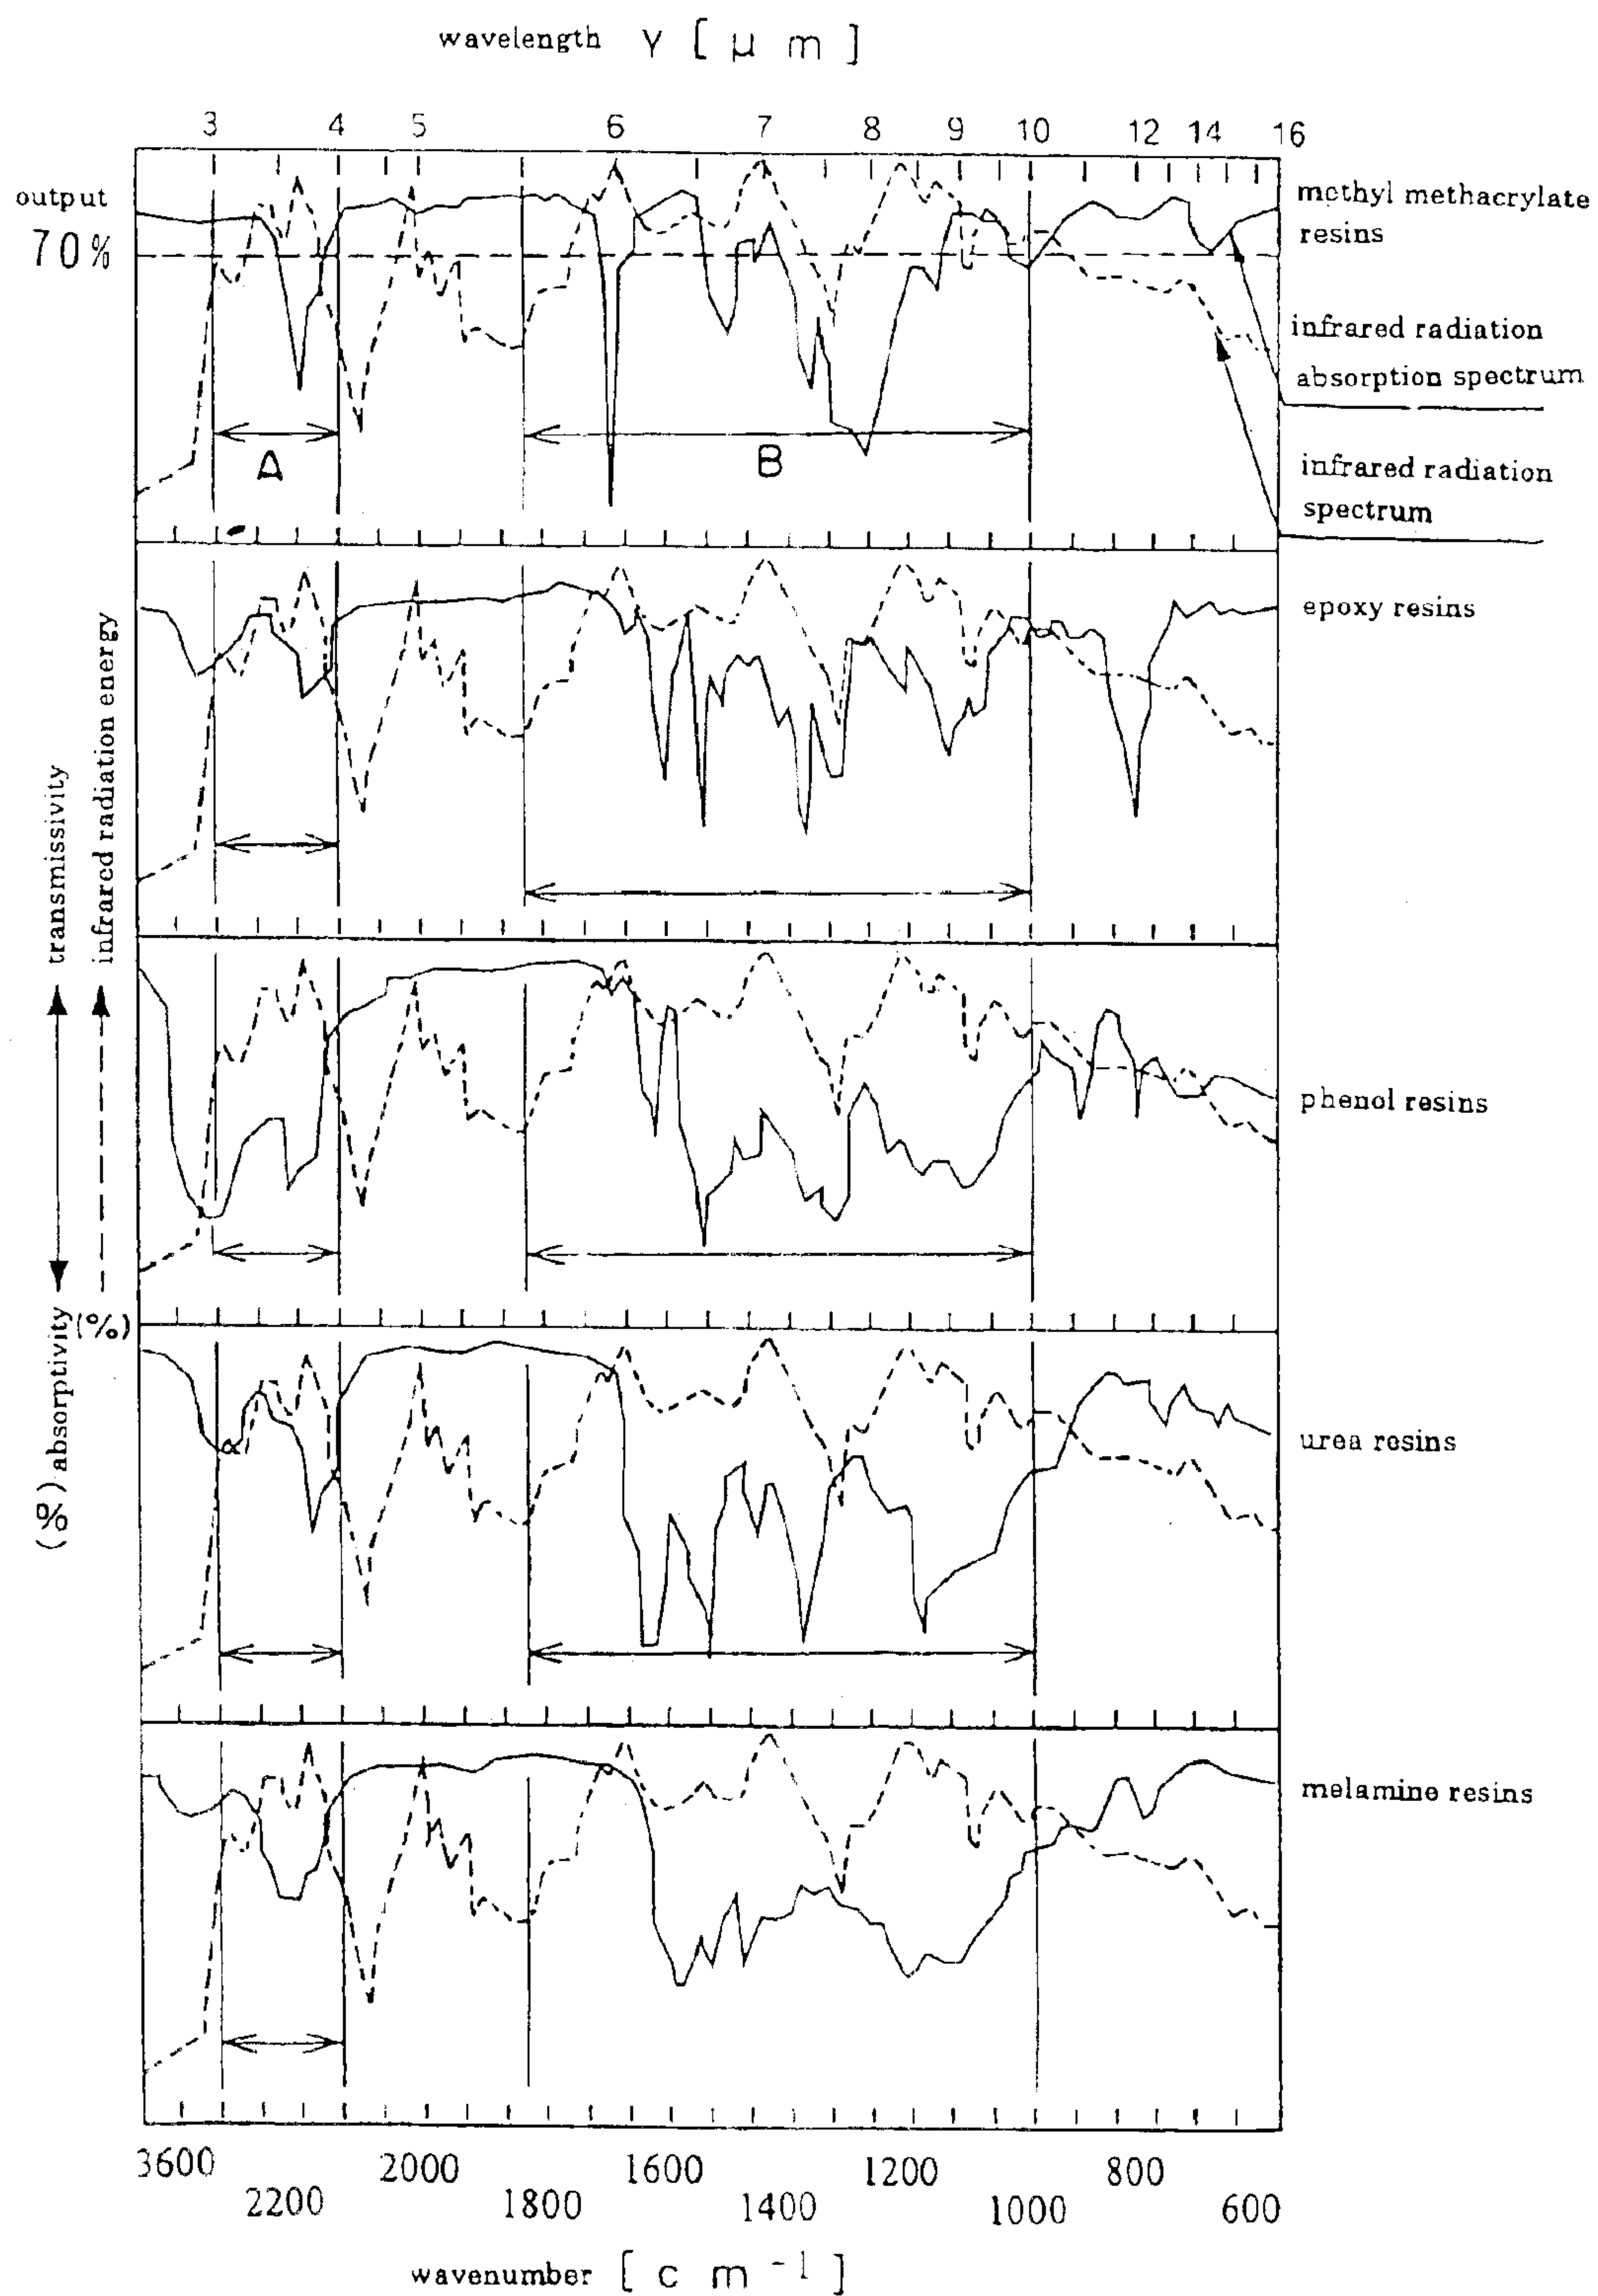 wavelength γ [ μ m ]
3 4 5 6 7 8 9 10 12 14 16
output
70%
methyl methacrylate
resins
infrared radiation
absorption spectrum
infrared radiation
spectrum
A
B
epoxy resins
phenol resins
urea resins
melamine resins
transmissivity
infrared radiation energy
(%) absorptivity
(%)
3600 2000 1600 1200 800
2200 1800 1400 1000 600
wavenumber [ c m ⁻¹ ]